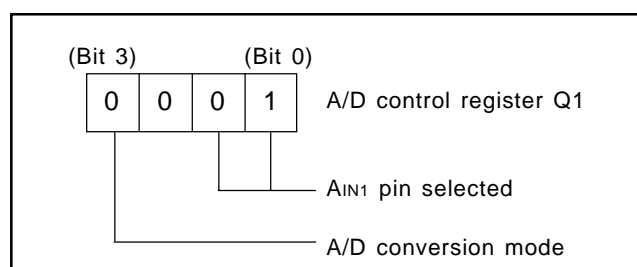 (Bit 3) (Bit 0)
0 0 0 1 A/D control register Q1
AIN1 pin selected
A/D conversion mode